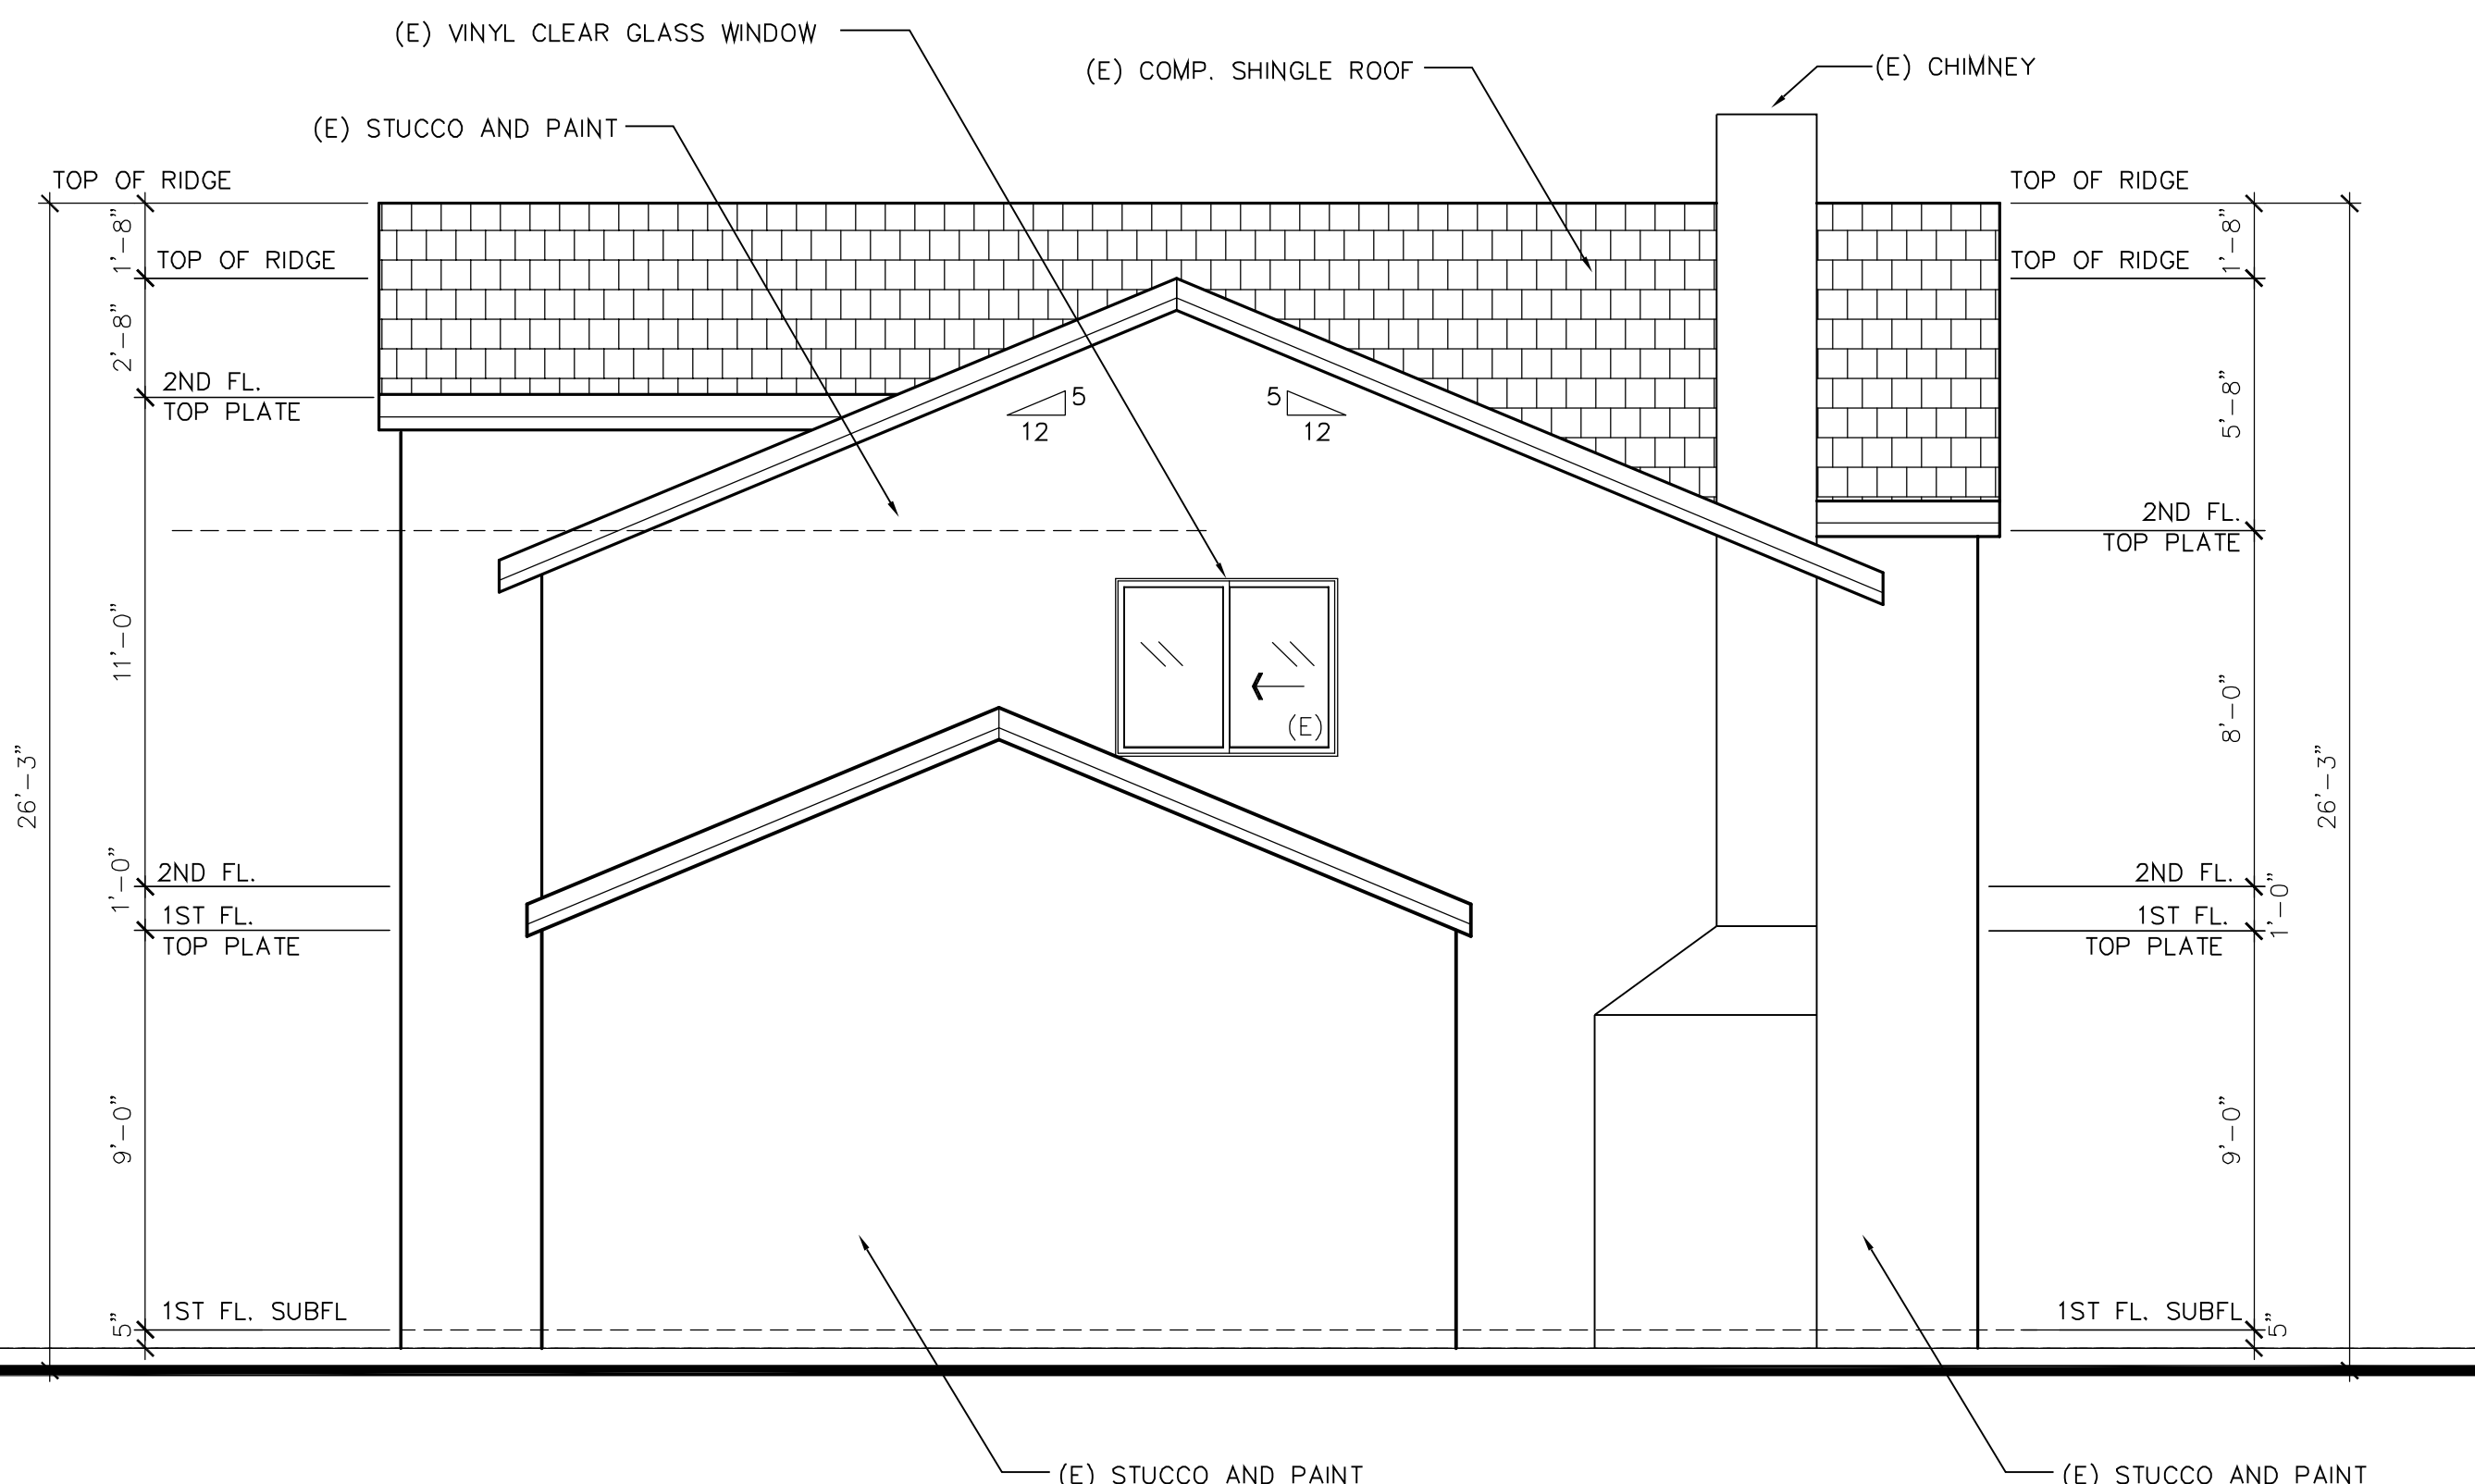 (E) VINYL CLEAR GLASS WINDOW
(E) COMP. SHINGLE ROOF
(E) CHIMNEY
(E) STUCCO AND PAINT
TOP OF RIDGE
TOP OF RIDGE
1'-8"
1'-8"
TOP OF RIDGE
TOP OF RIDGE
2'-8"
5'-8"
2ND FL.
TOP PLATE
5
12
5
12
2ND FL.
TOP PLATE
11'-0"
8'-0"
(E)
26'-3"
26'-3"
2ND FL.
2ND FL.
1'-0"
1'-0"
1ST FL.
TOP PLATE
1ST FL.
TOP PLATE
9'-0"
9'-0"
1ST FL. SUBFL
1ST FL. SUBFL
5"
5"
(E) STUCCO AND PAINT
(E) STUCCO AND PAINT